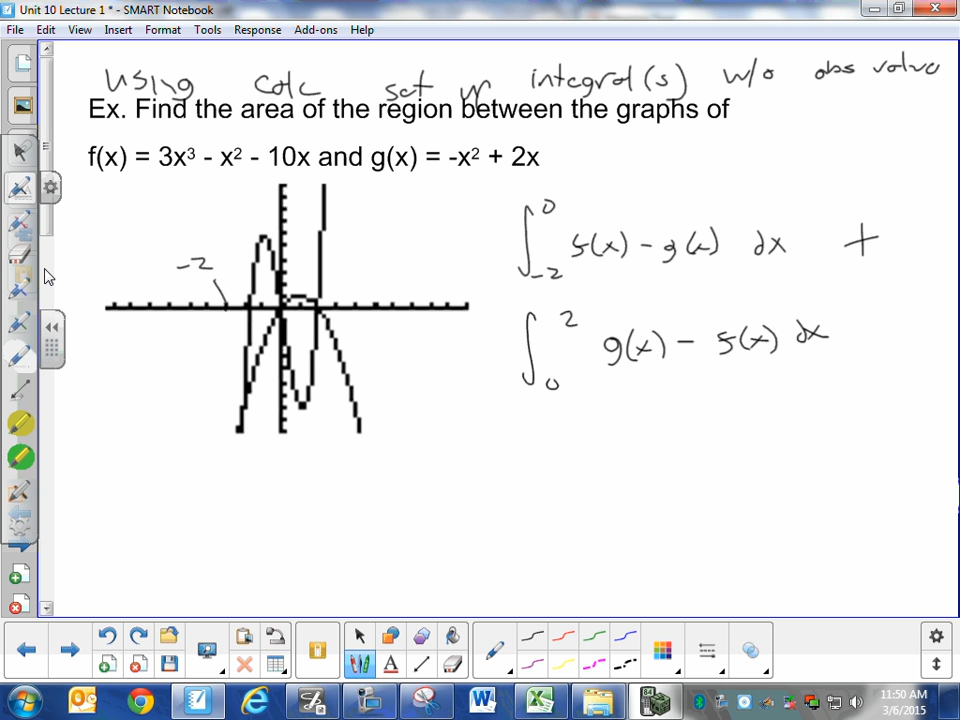 Unit 10 Lecture 1 * - SMART Notebook
File Edit View Insert Format Tools Response Add-ons Help
Using calc set up integral(s) w/o abs value
Ex. Find the area of the region between the graphs of
f(x) = 3x³ - x² - 10x and g(x) = -x² + 2x
-2
∫₋₂⁰ f(x) - g(x) dx +
∫₀² g(x) - f(x) dx
11:50 AM
3/6/2015